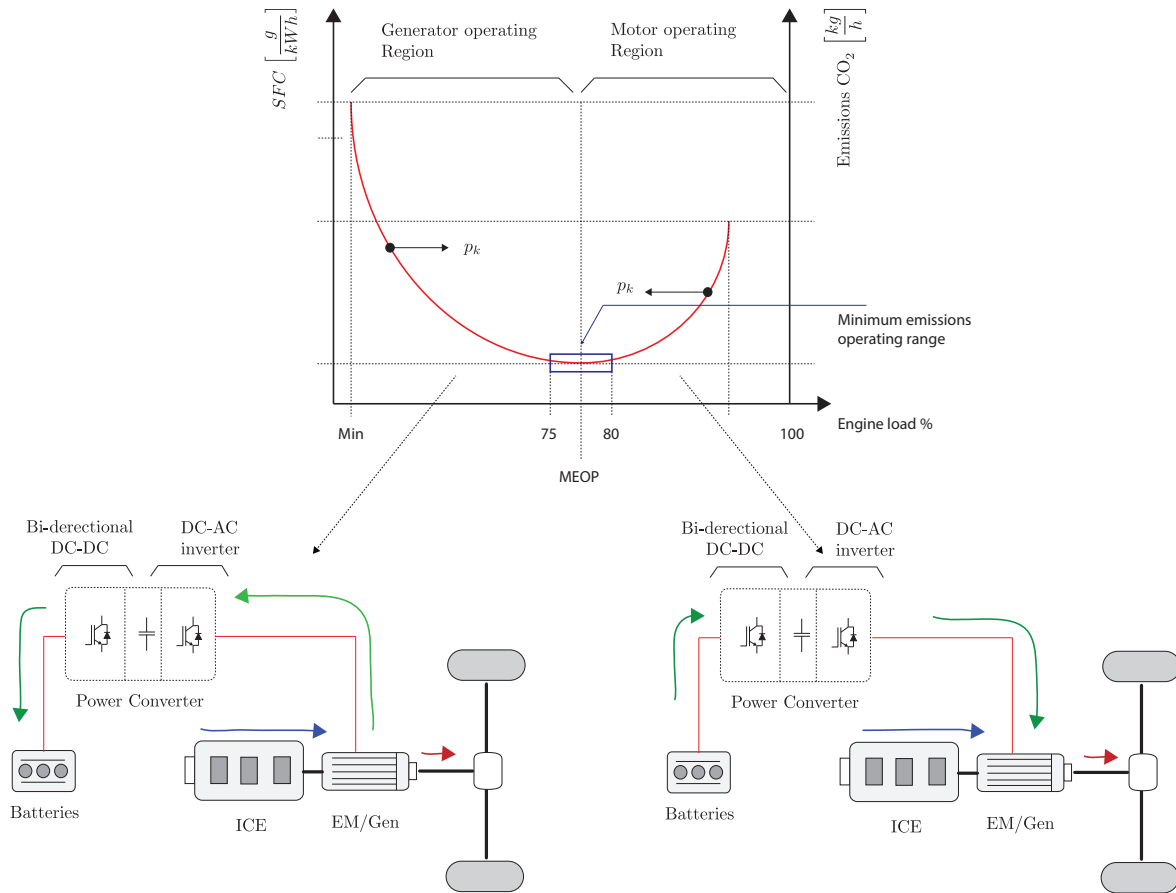 SFC [g/kWh]
Generator operating
Region
Motor operating
Region
Emissions CO₂ [kg/h]
pₖ
pₖ
Minimum emissions
operating range
Min
75
80
100
Engine load %
MEOP
Bi-derectional
DC-DC
DC-AC
inverter
Power Converter
Batteries
ICE
EM/Gen
Bi-derectional
DC-DC
DC-AC
inverter
Power Converter
Batteries
ICE
EM/Gen